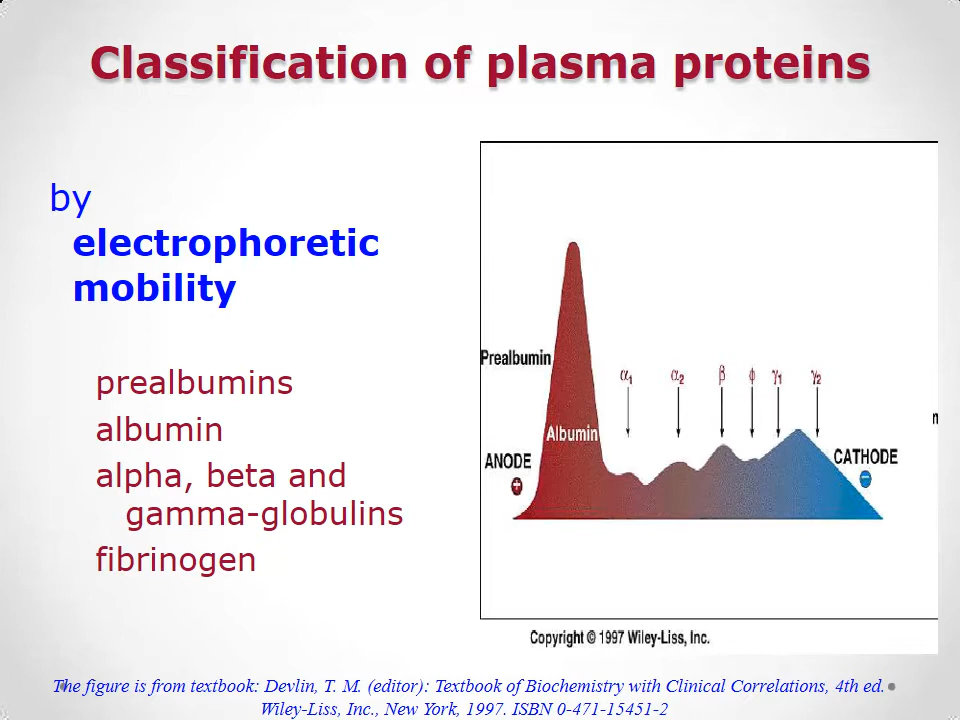 Classification of plasma proteins
by
electrophoretic
mobility
prealbumins
albumin
alpha, beta and
gamma-globulins
fibrinogen
Prealbumin
α1 α2 β ϕ γ1 γ2
Albumin
ANODE
+
CATHODE
−
Copyright © 1997 Wiley-Liss, Inc.
The figure is from textbook: Devlin, T. M. (editor): Textbook of Biochemistry with Clinical Correlations, 4th ed.
Wiley-Liss, Inc., New York, 1997. ISBN 0-471-15451-2